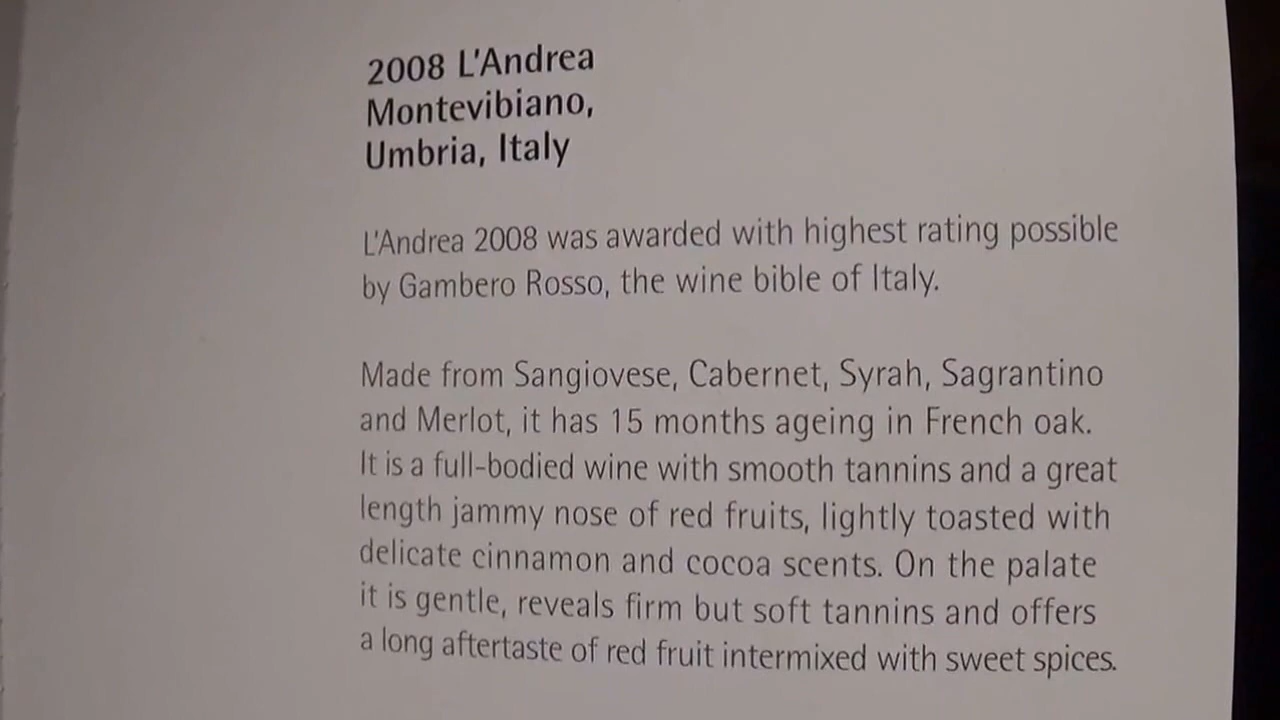 2008 L'Andrea
Montevibiano,
Umbria, Italy
L'Andrea 2008 was awarded with highest rating possible
by Gambero Rosso, the wine bible of Italy.
Made from Sangiovese, Cabernet, Syrah, Sagrantino
and Merlot, it has 15 months ageing in French oak.
It is a full-bodied wine with smooth tannins and a great
length jammy nose of red fruits, lightly toasted with
delicate cinnamon and cocoa scents. On the palate
it is gentle, reveals firm but soft tannins and offers
a long aftertaste of red fruit intermixed with sweet spices.